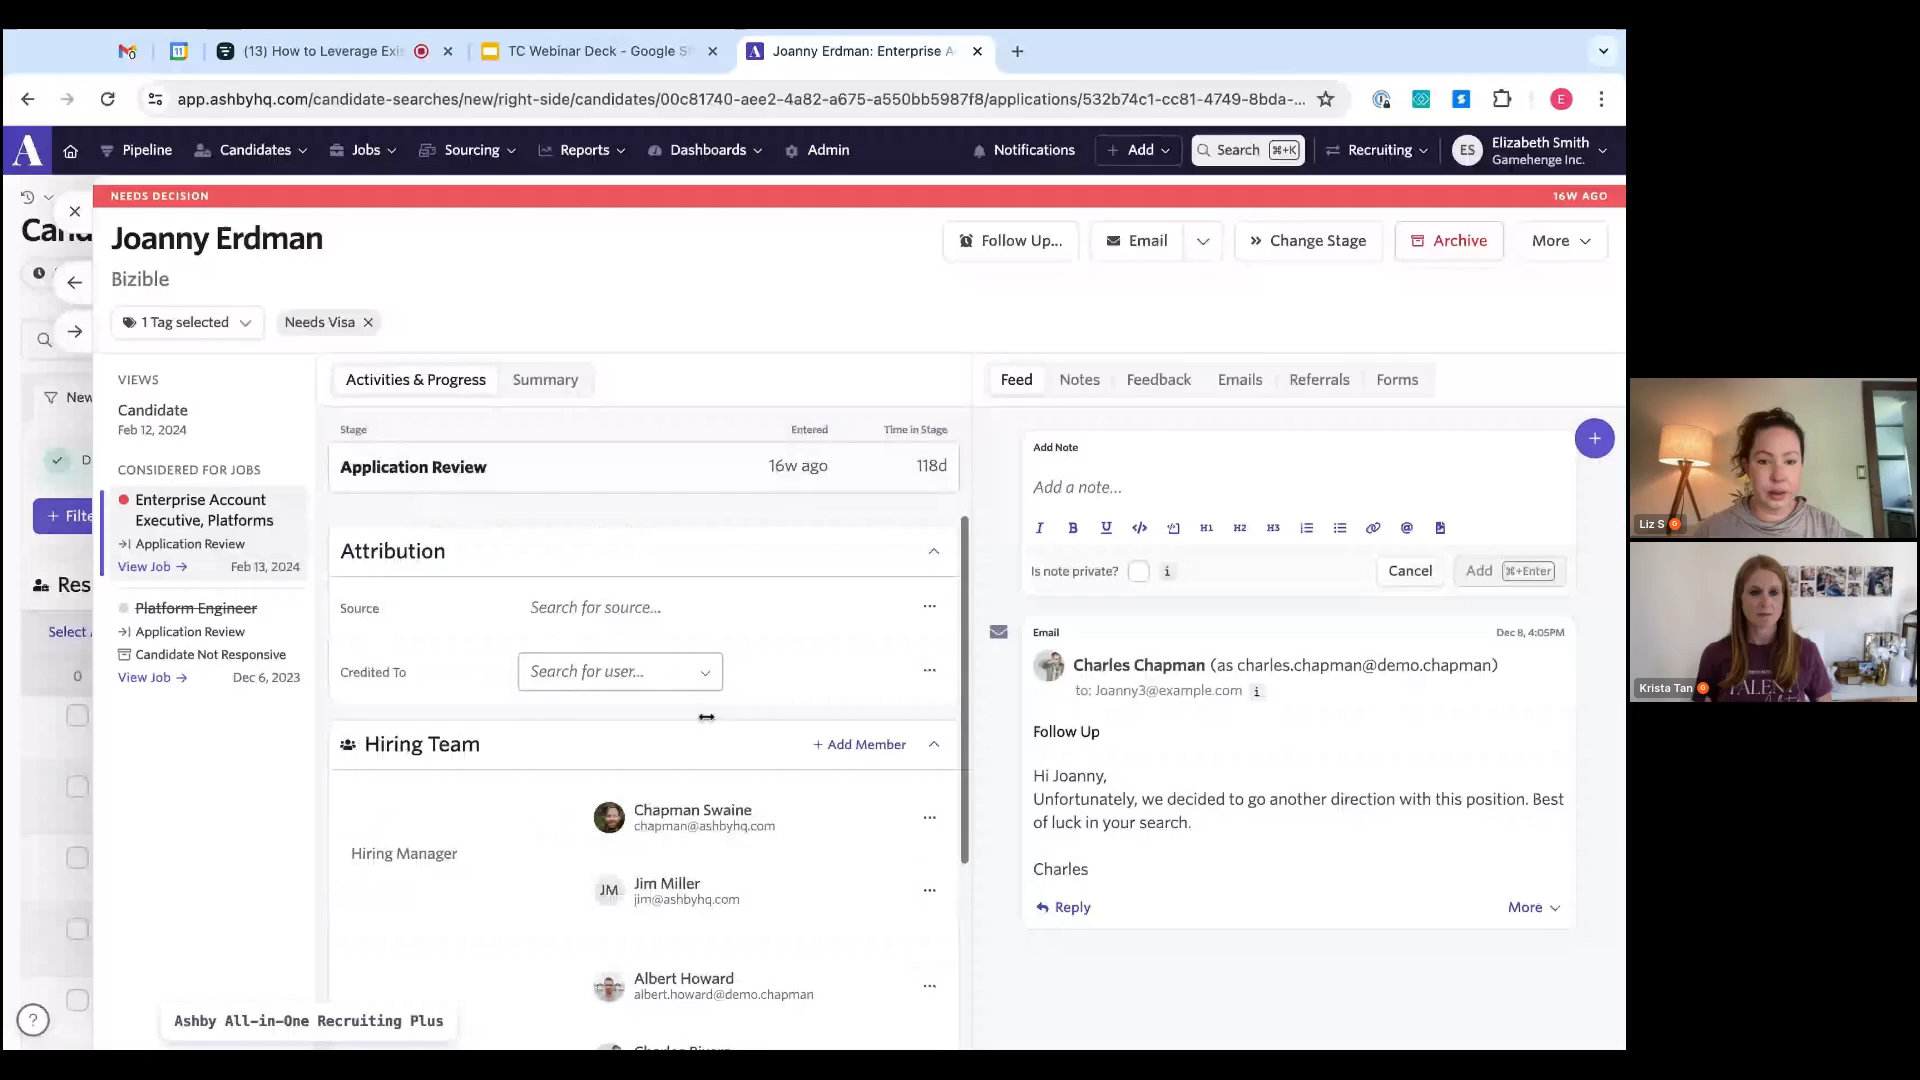 (13) How to Leverage Exis
TC Webinar Deck - Google S
Joanny Erdman: Enterprise A
app.ashbyhq.com/candidate-searches/new/right-side/candidates/00c81740-aee2-4a82-a675-a550bb5987f8/applications/532b74c1-cc81-4749-8bda-...
E
A
Pipeline
Candidates
Jobs
Sourcing
Reports
Dashboards
Admin
Notifications
+ Add
Search ⌘+K
Recruiting
ES
Elizabeth Smith
Gamehenge Inc.
NEEDS DECISION
16W AGO
Joanny Erdman
Bizible
Follow Up...
Email
Change Stage
Archive
More
1 Tag selected
Needs Visa
New
D
+ Filte
Res
Select
0
VIEWS
Candidate
Feb 12, 2024
CONSIDERED FOR JOBS
Enterprise Account
Executive, Platforms
Application Review
View Job → Feb 13, 2024
Platform Engineer
Application Review
Candidate Not Responsive
View Job → Dec 6, 2023
Activities & Progress
Summary
Stage Entered Time in Stage
Application Review 16w ago 118d
Attribution
Source Search for source... ...
Credited To Search for user... ...
Hiring Team + Add Member
Hiring Manager
Chapman Swaine
chapman@ashbyhq.com
JM
Jim Miller
jim@ashbyhq.com
Albert Howard
albert.howard@demo.chapman
Feed
Notes
Feedback
Emails
Referrals
Forms
Add Note
Add a note...
I B U </> H1 H2 H3
Is note private? i
Cancel
Add ⌘+Enter
Email Dec 8, 4:05PM
Charles Chapman (as charles.chapman@demo.chapman)
to: Joanny3@example.com i
Follow Up
Hi Joanny,
Unfortunately, we decided to go another direction with this position. Best
of luck in your search.
Charles
Reply
More
?
Ashby All-in-One Recruiting Plus
Liz S
Krista Tan
TALENT